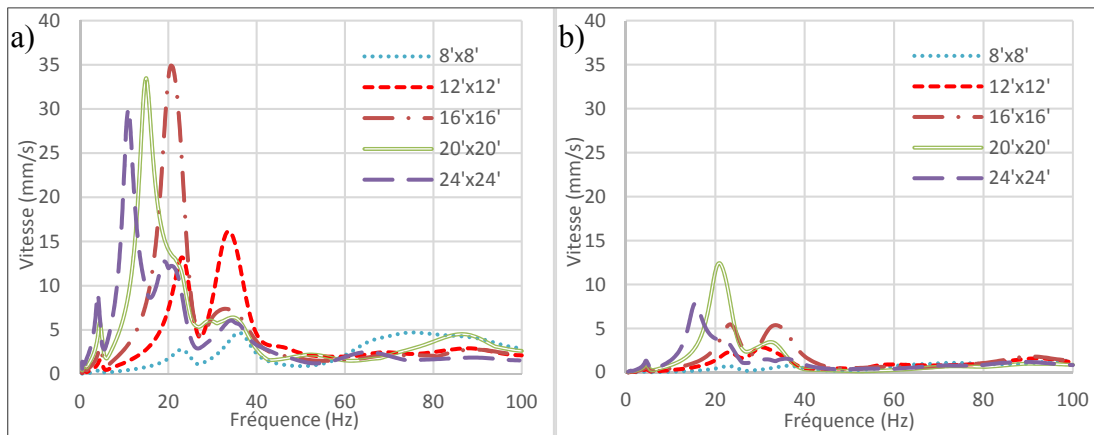 a)
40
35
30
25
20
15
10
5
0
Vitesse (mm/s)
0 20 40 60 80 100
Fréquence (Hz)
8'x8'
12'x12'
16'x16'
20'x20'
24'x24'
b)
40
35
30
25
20
15
10
5
0
Vitesse (mm/s)
0 20 40 60 80 100
Fréquence (Hz)
8'x8'
12'x12'
16'x16'
20'x20'
24'x24'